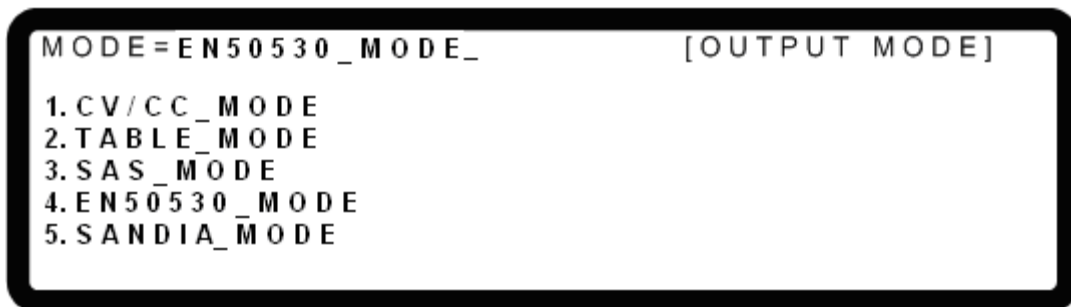 MODE=EN50530_MODE_ [OUTPUT MODE]
1. CV/CC_MODE
2. TABLE_MODE
3. SAS_MODE
4. EN50530_MODE
5. SANDIA_MODE